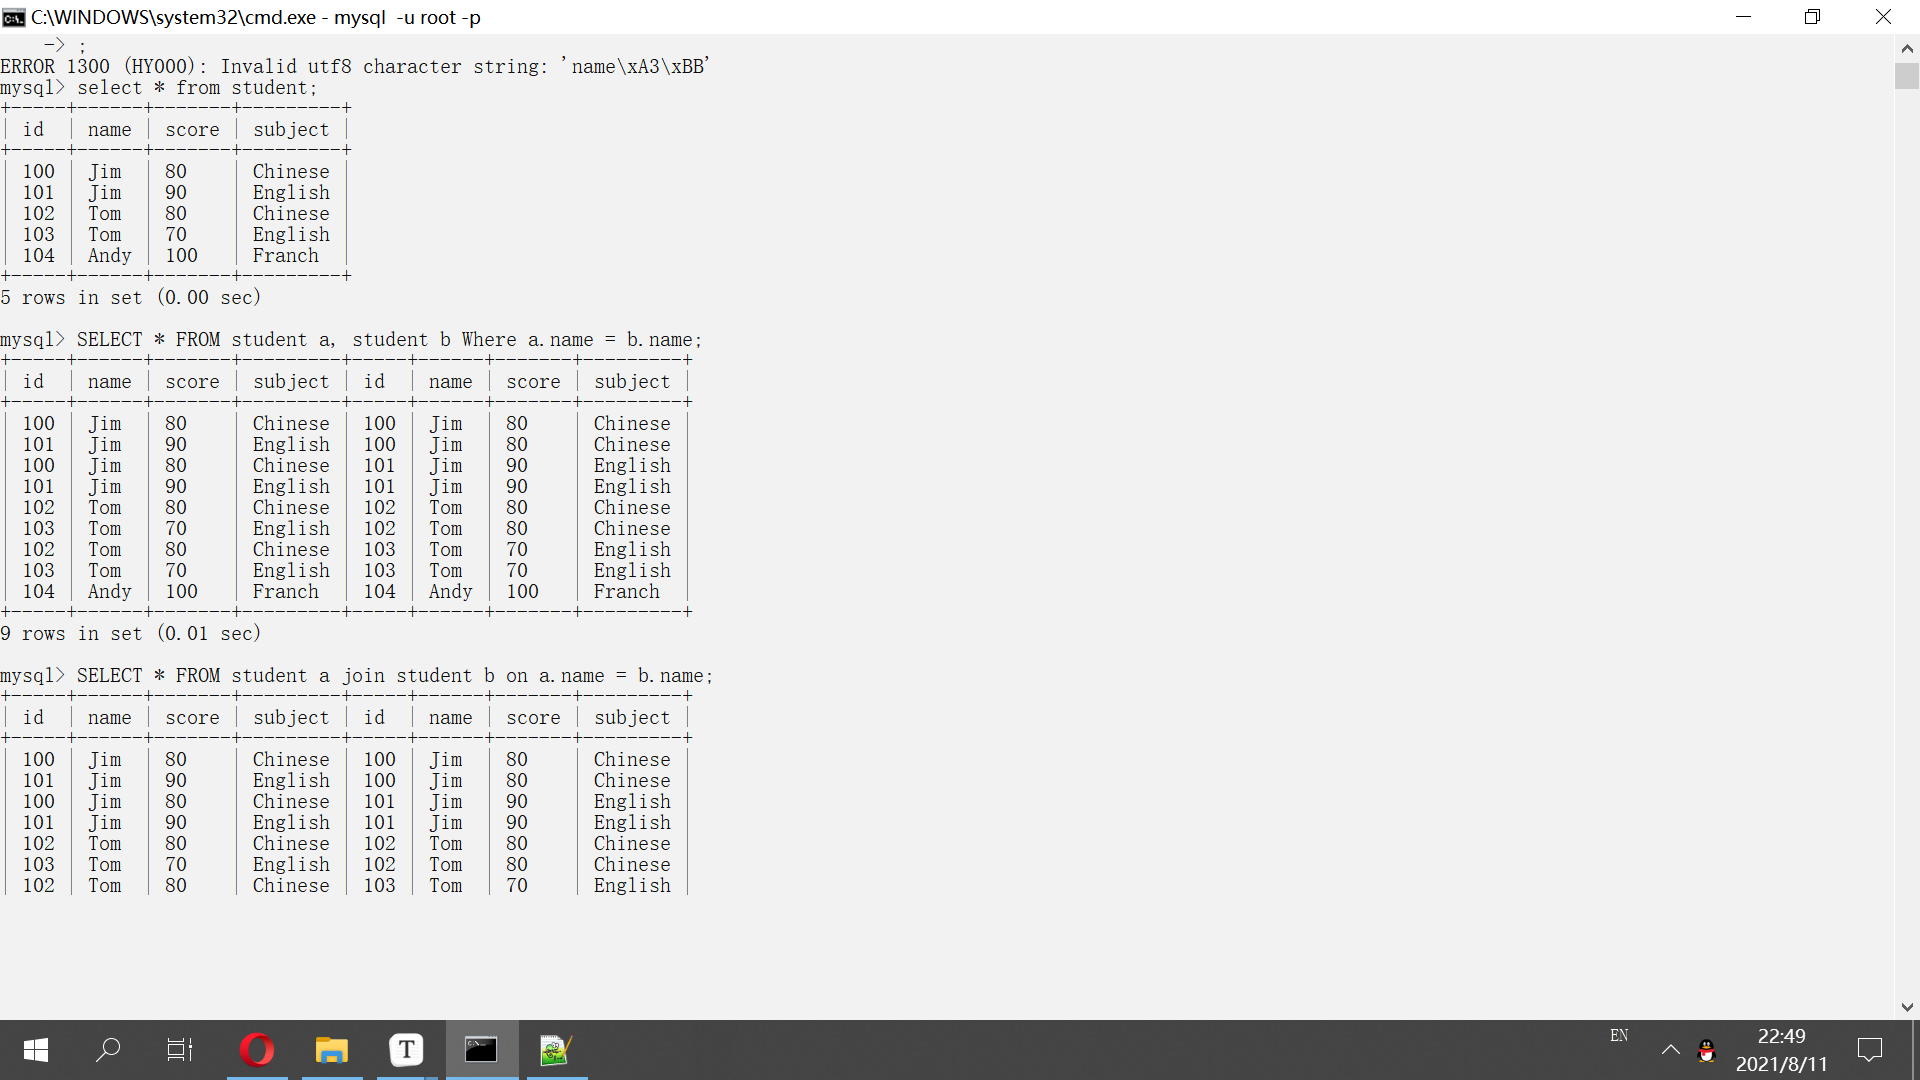 C:\WINDOWS\system32\cmd.exe - mysql  -u root -p
    -> ;
ERROR 1300 (HY000): Invalid utf8 character string: 'name\xA3\xBB'
mysql> select * from student;
+-----+------+-------+---------+
| id  | name | score | subject |
+-----+------+-------+---------+
| 100 | Jim  | 80    | Chinese |
| 101 | Jim  | 90    | English |
| 102 | Tom  | 80    | Chinese |
| 103 | Tom  | 70    | English |
| 104 | Andy | 100   | Franch  |
+-----+------+-------+---------+
5 rows in set (0.00 sec)

mysql> SELECT * FROM student a, student b Where a.name = b.name;
+-----+------+-------+---------+-----+------+-------+---------+
| id  | name | score | subject | id  | name | score | subject |
+-----+------+-------+---------+-----+------+-------+---------+
| 100 | Jim  | 80    | Chinese | 100 | Jim  | 80    | Chinese |
| 101 | Jim  | 90    | English | 100 | Jim  | 80    | Chinese |
| 100 | Jim  | 80    | Chinese | 101 | Jim  | 90    | English |
| 101 | Jim  | 90    | English | 101 | Jim  | 90    | English |
| 102 | Tom  | 80    | Chinese | 102 | Tom  | 80    | Chinese |
| 103 | Tom  | 70    | English | 102 | Tom  | 80    | Chinese |
| 102 | Tom  | 80    | Chinese | 103 | Tom  | 70    | English |
| 103 | Tom  | 70    | English | 103 | Tom  | 70    | English |
| 104 | Andy | 100   | Franch  | 104 | Andy | 100   | Franch  |
+-----+------+-------+---------+-----+------+-------+---------+
9 rows in set (0.01 sec)

mysql> SELECT * FROM student a join student b on a.name = b.name;
+-----+------+-------+---------+-----+------+-------+---------+
| id  | name | score | subject | id  | name | score | subject |
+-----+------+-------+---------+-----+------+-------+---------+
| 100 | Jim  | 80    | Chinese | 100 | Jim  | 80    | Chinese |
| 101 | Jim  | 90    | English | 100 | Jim  | 80    | Chinese |
| 100 | Jim  | 80    | Chinese | 101 | Jim  | 90    | English |
| 101 | Jim  | 90    | English | 101 | Jim  | 90    | English |
| 102 | Tom  | 80    | Chinese | 102 | Tom  | 80    | Chinese |
| 103 | Tom  | 70    | English | 102 | Tom  | 80    | Chinese |
| 102 | Tom  | 80    | Chinese | 103 | Tom  | 70    | English |
T
EN
22:49
2021/8/11